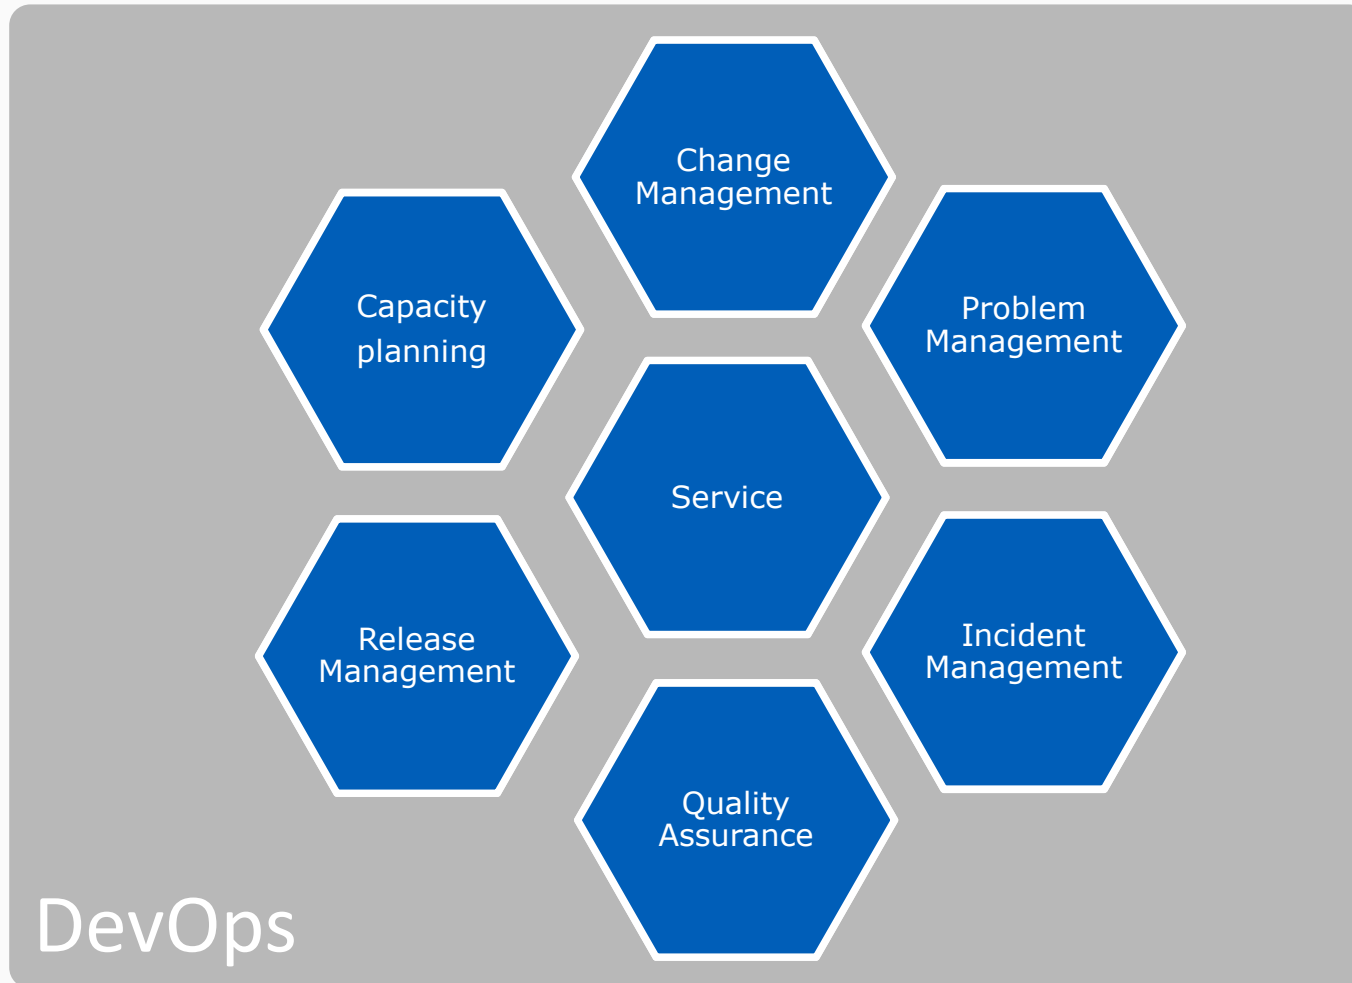 Change
Management
Capacity
planning
Problem
Management
Service
Release
Management
Incident
Management
Quality
Assurance
DevOps